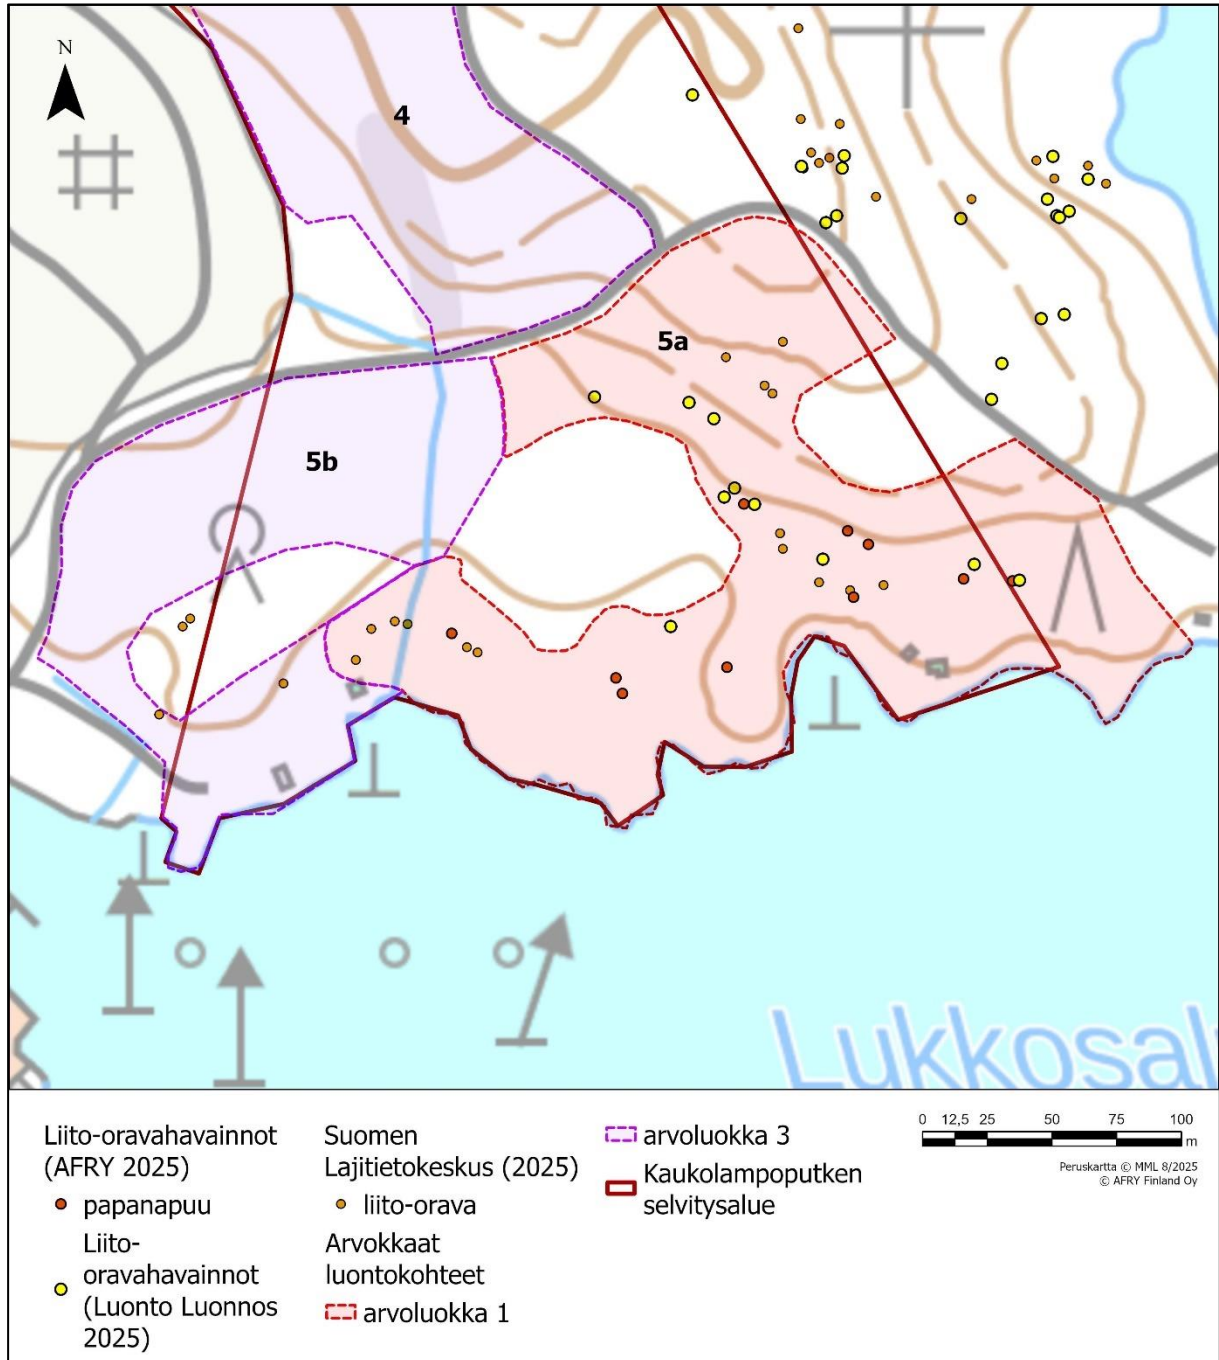 N
4
5a
5b
Lukkosal
Liito-oravahavainnot
(AFRY 2025)
papanapuu
Liito-
oravahavainnot
(Luonto Luonnos
2025)
Suomen
Lajitietokeskus (2025)
liito-orava
Arvokkaat
luontokohteet
arvoluokka 1
arvoluokka 3
Kaukolampoputken
selvitysalue
0 12,5 25 50 75 100
m
Peruskartta © MML 8/2025
© AFRY Finland Oy